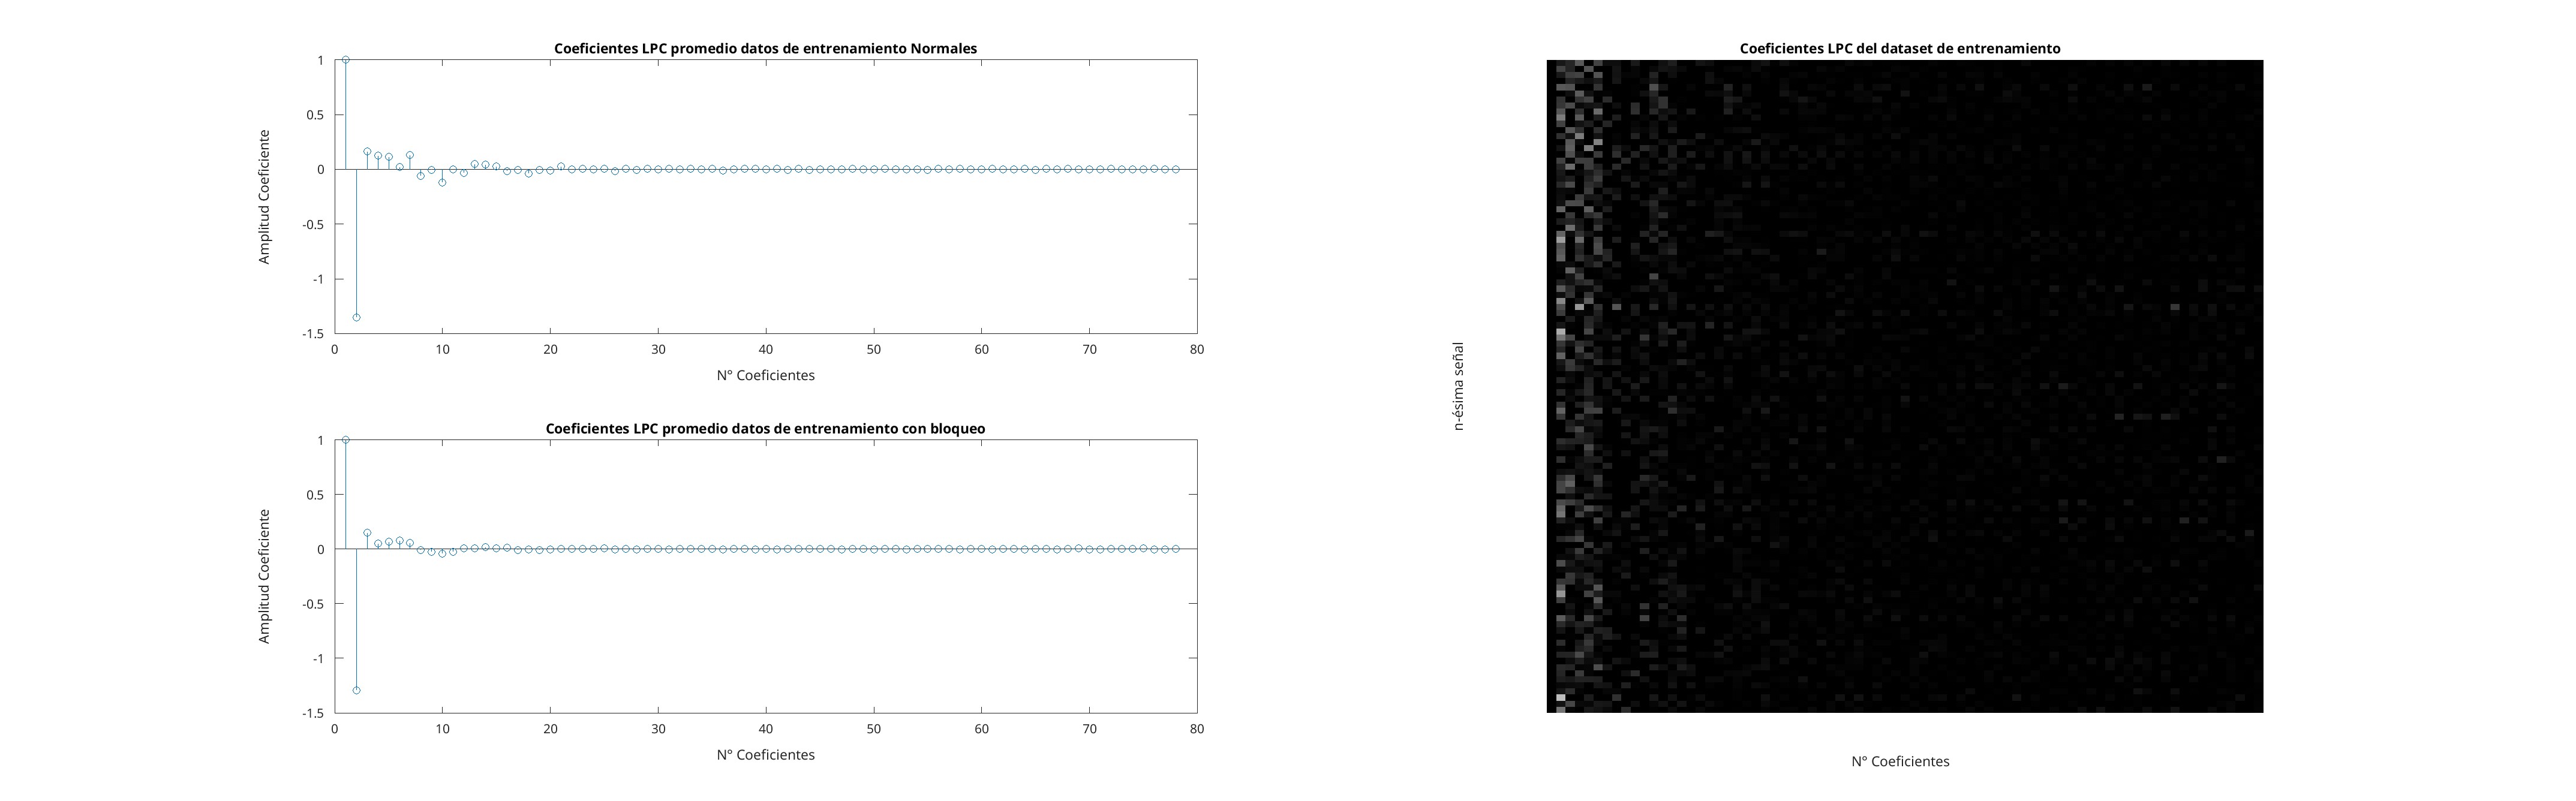 Coeficientes LPC promedio datos de entrenamiento Normales
1
0.5
0
-0.5
-1
-1.5
Amplitud Coeficiente
0 10 20 30 40 50 60 70 80
N° Coeficientes
Coeficientes LPC promedio datos de entrenamiento con bloqueo
1
0.5
0
-0.5
-1
-1.5
Amplitud Coeficiente
0 10 20 30 40 50 60 70 80
N° Coeficientes
Coeficientes LPC del dataset de entrenamiento
n-ésima señal
N° Coeficientes